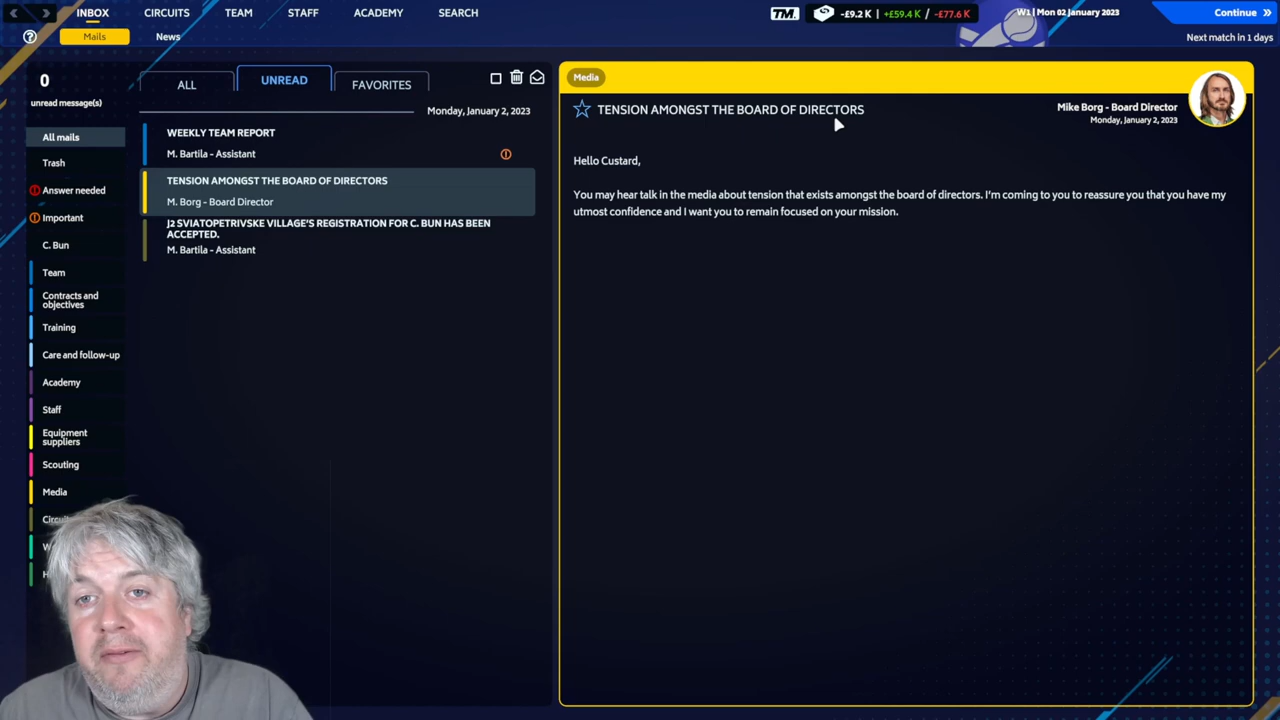 INBOX
CIRCUITS
TEAM
STAFF
ACADEMY
SEARCH
TM.
-£9.2 K | +£59.4 K / -£77.6 K
W1 | Mon 02 January 2023
Continue
Mails
News
Next match in 1 days
0
unread message(s)
ALL
UNREAD
FAVORITES
Monday, January 2, 2023
All mails
Trash
Answer needed
Important
C. Bun
Team
Contracts and
objectives
Training
Care and follow-up
Academy
Staff
Equipment
suppliers
Scouting
Media
WEEKLY TEAM REPORT
M. Bartila - Assistant
TENSION AMONGST THE BOARD OF DIRECTORS
M. Borg - Board Director
J2 SVIATOPETRIVSKE VILLAGE'S REGISTRATION FOR C. BUN HAS BEEN
ACCEPTED.
M. Bartila - Assistant
Media
TENSION AMONGST THE BOARD OF DIRECTORS
Mike Borg - Board Director
Monday, January 2, 2023
Hello Custard,
You may hear talk in the media about tension that exists amongst the board of directors. I'm coming to you to reassure you that you have my
utmost confidence and I want you to remain focused on your mission.